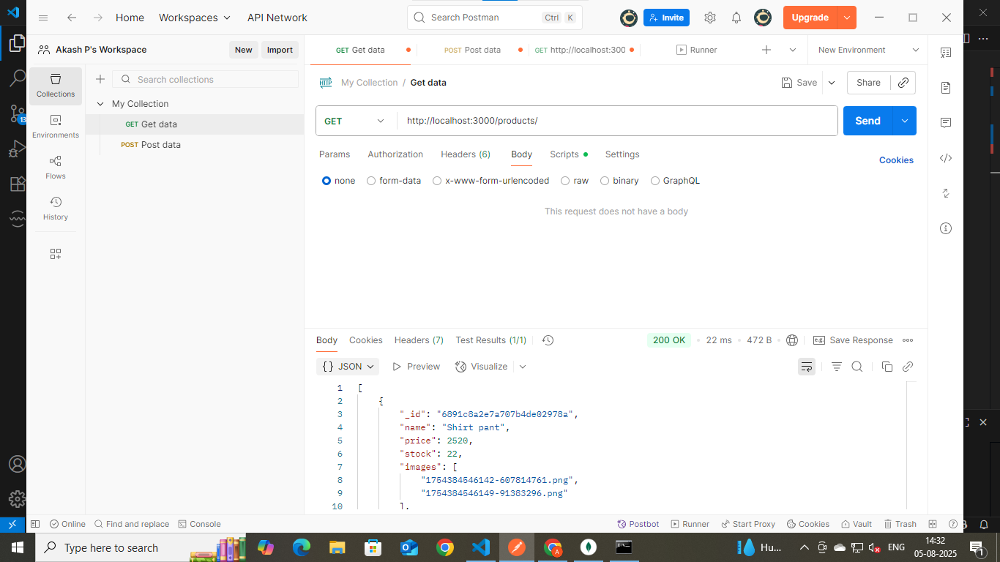 Home
Workspaces
API Network
Search Postman
Ctrl
K
Invite
Upgrade
Akash P's Workspace
New
Import
GET Get data
POST Post data
GET http://localhost:300
Runner
New Environment
Collections
Environments
Flows
History
Search collections
My Collection
GET Get data
POST Post data
HTTP My Collection / Get data
Save
Share
GET
http://localhost:3000/products/
Send
Params
Authorization
Headers (6)
Body
Scripts
Settings
Cookies
none
form-data
x-www-form-urlencoded
raw
binary
GraphQL
This request does not have a body
Body
Cookies
Headers (7)
Test Results (1/1)
200 OK
22 ms
472 B
e.g.
Save Response
{} JSON
Preview
Visualize
1 [
2 {
3 "_id": "6891c8a2e7a707b4de02978a",
4 "name": "Shirt pant",
5 "price": 2520,
6 "stock": 22,
7 "images": [
8 "1754384546142-607814761.png",
9 "1754384546149-91383296.png"
10 ],
13
Online
Find and replace
Console
Postbot
Runner
Start Proxy
Cookies
Vault
Trash
Type here to search
Hu...
ENG
14:32
05-08-2025
1